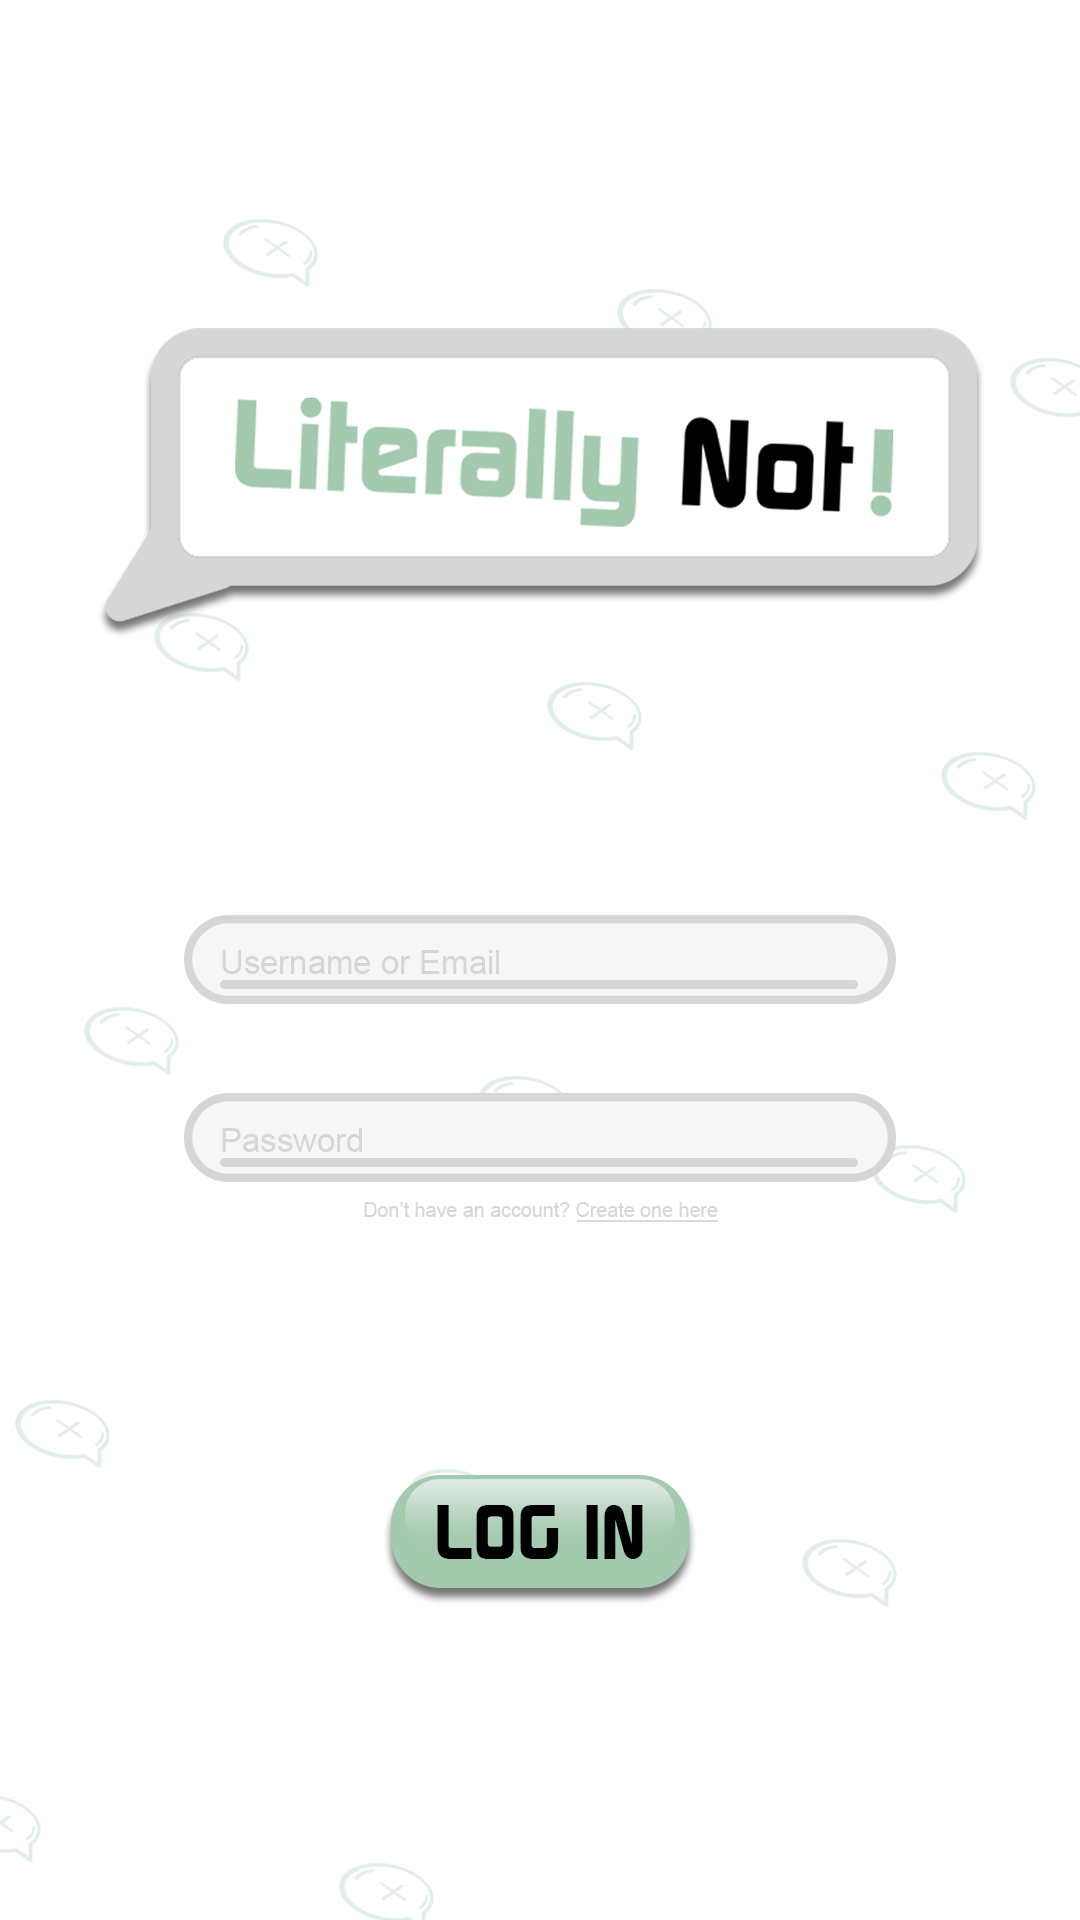 Literally Not!
Username or Email
Password
Don't have an account? Create one here
LOG IN